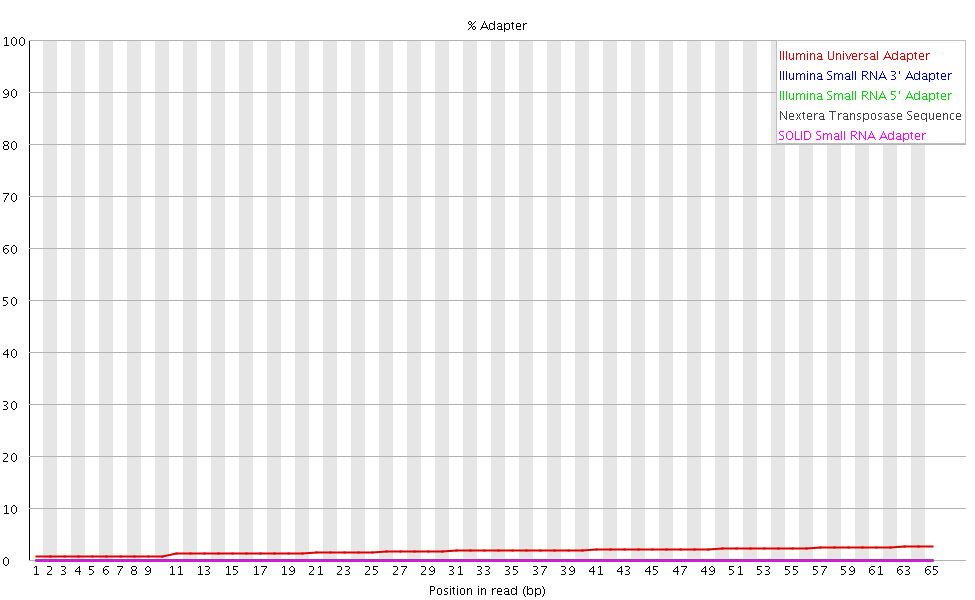 % Adapter
100
90
80
70
60
50
40
30
20
10
0
Illumina Universal Adapter
Illumina Small RNA 3' Adapter
Illumina Small RNA 5' Adapter
Nextera Transposase Sequence
SOLID Small RNA Adapter
1 2 3 4 5 6 7 8 9 11 13 15 17 19 21 23 25 27 29 31 33 35 37 39 41 43 45 47 49 51 53 55 57 59 61 63 65
Position in read (bp)